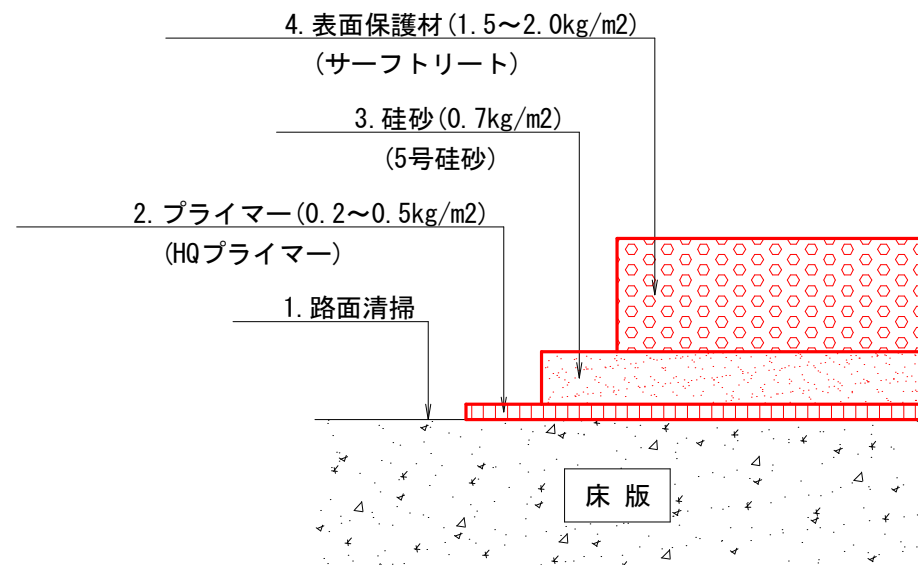 4.表面保護材(1.5～2.0kg/m2)
(サーフトリート)
3.硅砂(0.7kg/m2)
(5号硅砂)
2.プライマー(0.2～0.5kg/m2)
(HQプライマー)
1.路面清掃
床版